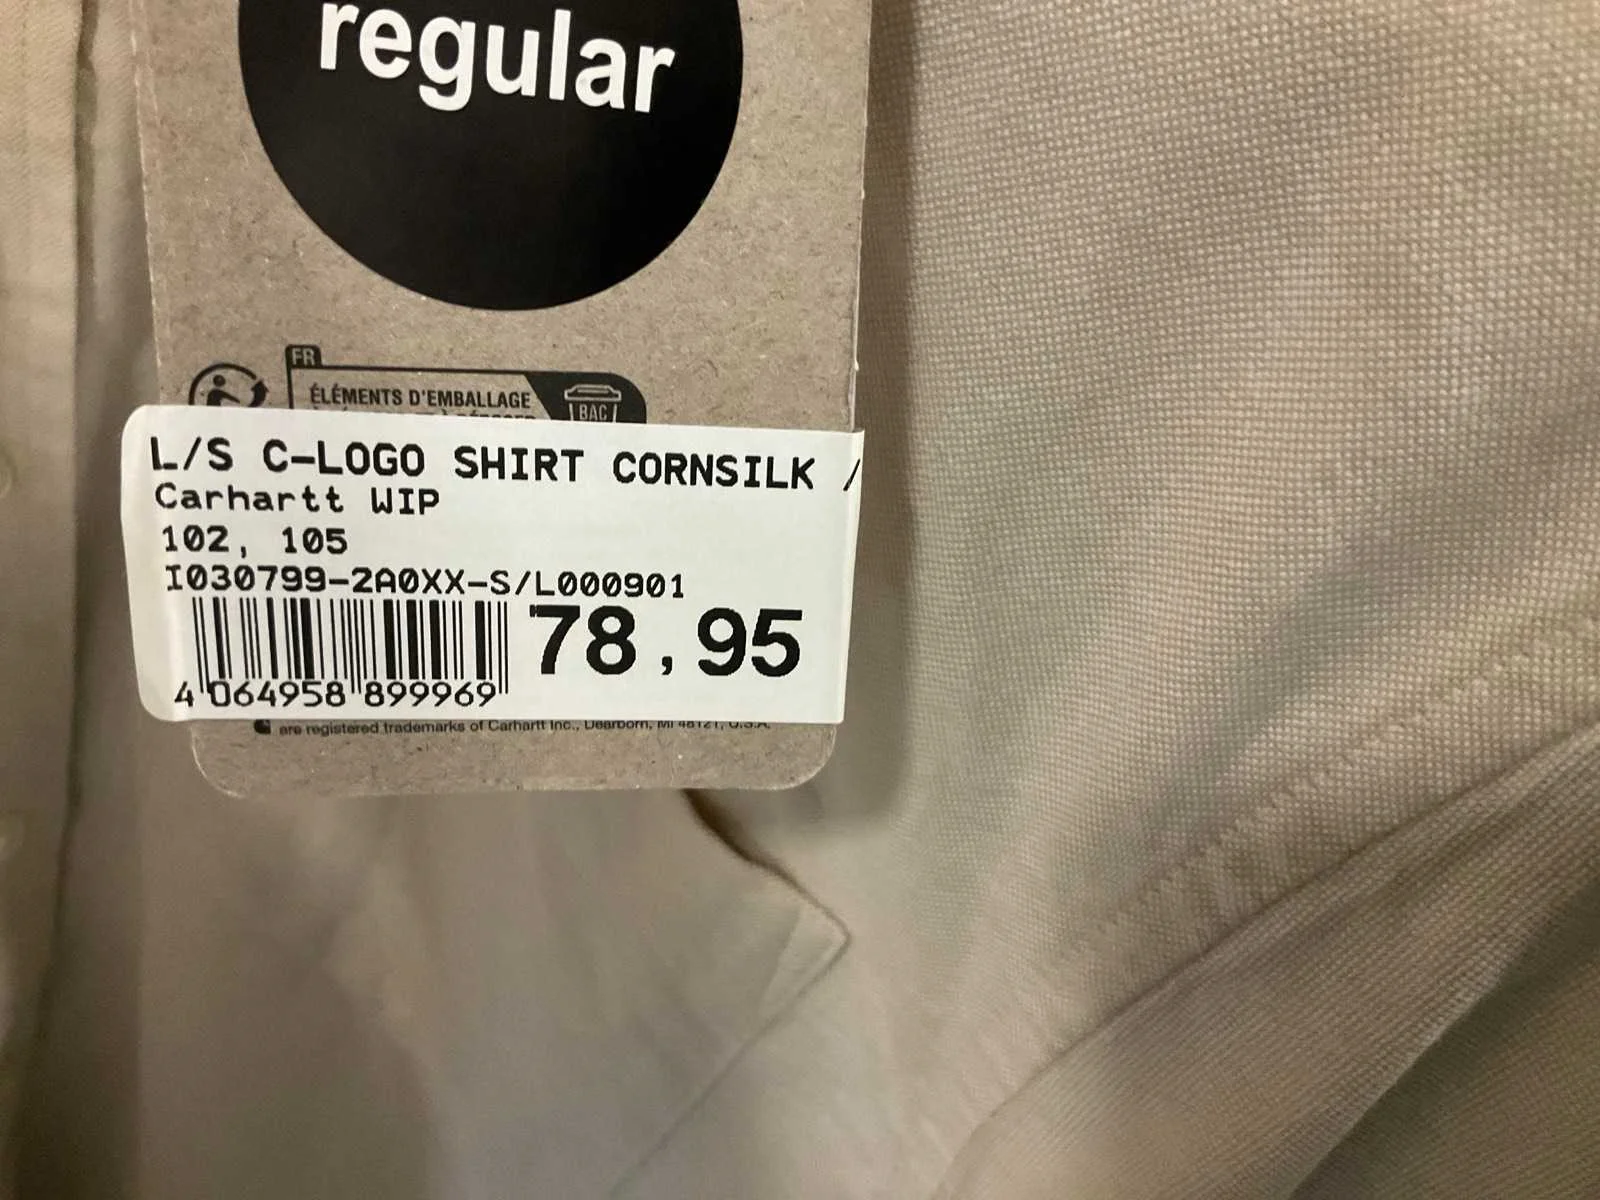 regular
FR
ÉLÉMENTS D'EMBALLAGE
BAC
L/S C-LOGO SHIRT CORNSILK /
Carhartt WIP
102, 105
I030799-2A0XX-S/L000901
78,95
4 064958 899969
are registered trademarks of Carhartt Inc., Dearborn, MI 48121, U.S.A.